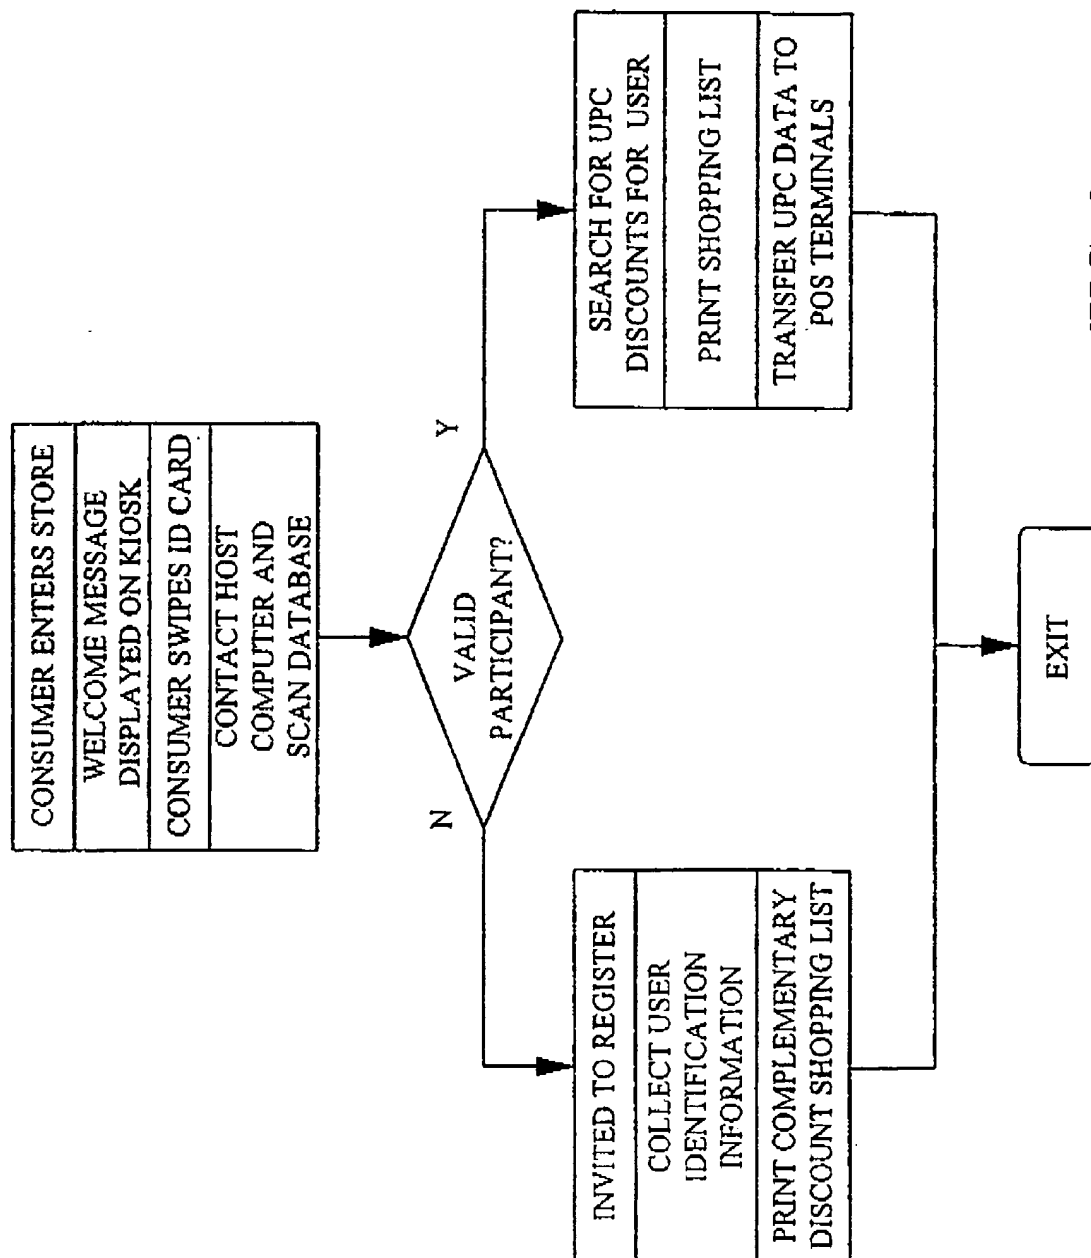 CONSUMER ENTERS STORE
WELCOME MESSAGE
DISPLAYED ON KIOSK
CONSUMER SWIPES ID CARD
CONTACT HOST
COMPUTER AND
SCAN DATABASE
VALID
PARTICIPANT?
N
Y
INVITED TO REGISTER
COLLECT USER
IDENTIFICATION
INFORMATION
PRINT COMPLEMENTARY
DISCOUNT SHOPPING LIST
SEARCH FOR UPC
DISCOUNTS FOR USER
PRINT SHOPPING LIST
TRANSFER UPC DATA TO
POS TERMINALS
EXIT